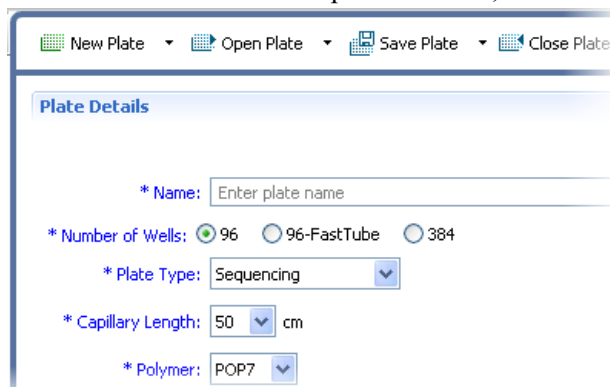 New Plate Open Plate Save Plate Close Plate
Plate Details
* Name: Enter plate name
* Number of Wells: 96 96-FastTube 384
* Plate Type: Sequencing
* Capillary Length: 50 cm
* Polymer: POP7